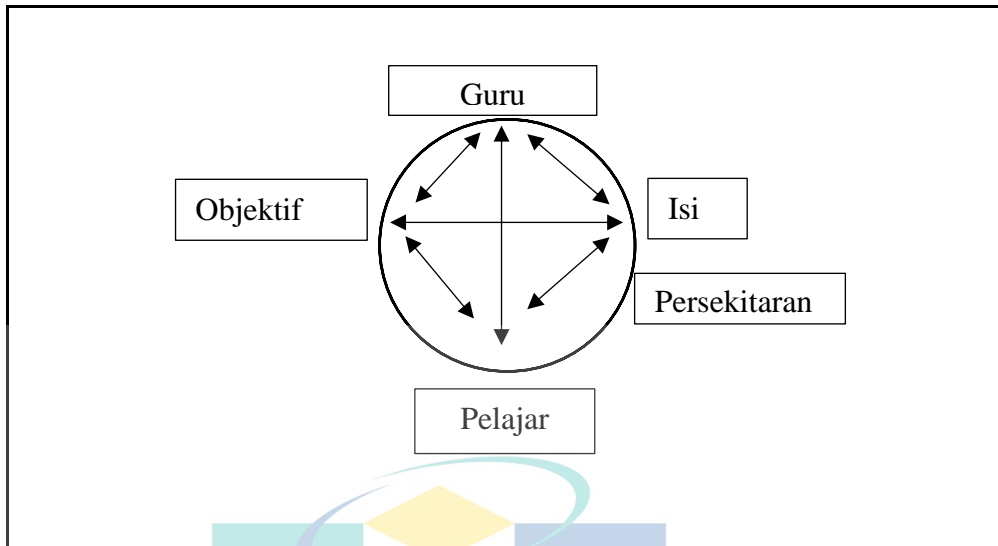 Guru
Objektif
Isi
Persekitaran
Pelajar